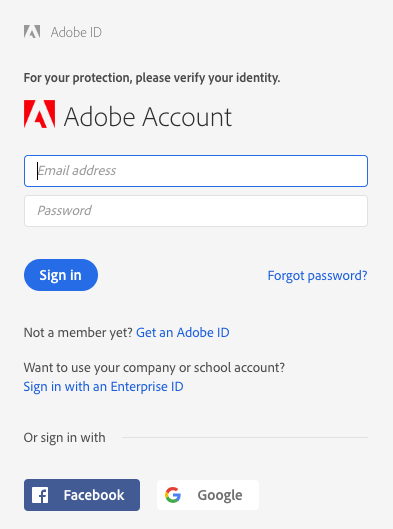 Adobe ID
For your protection, please verify your identity.
Adobe Account
Email address
Password
Sign in
Forgot password?
Not a member yet? Get an Adobe ID
Want to use your company or school account?
Sign in with an Enterprise ID
Or sign in with
Facebook
Google